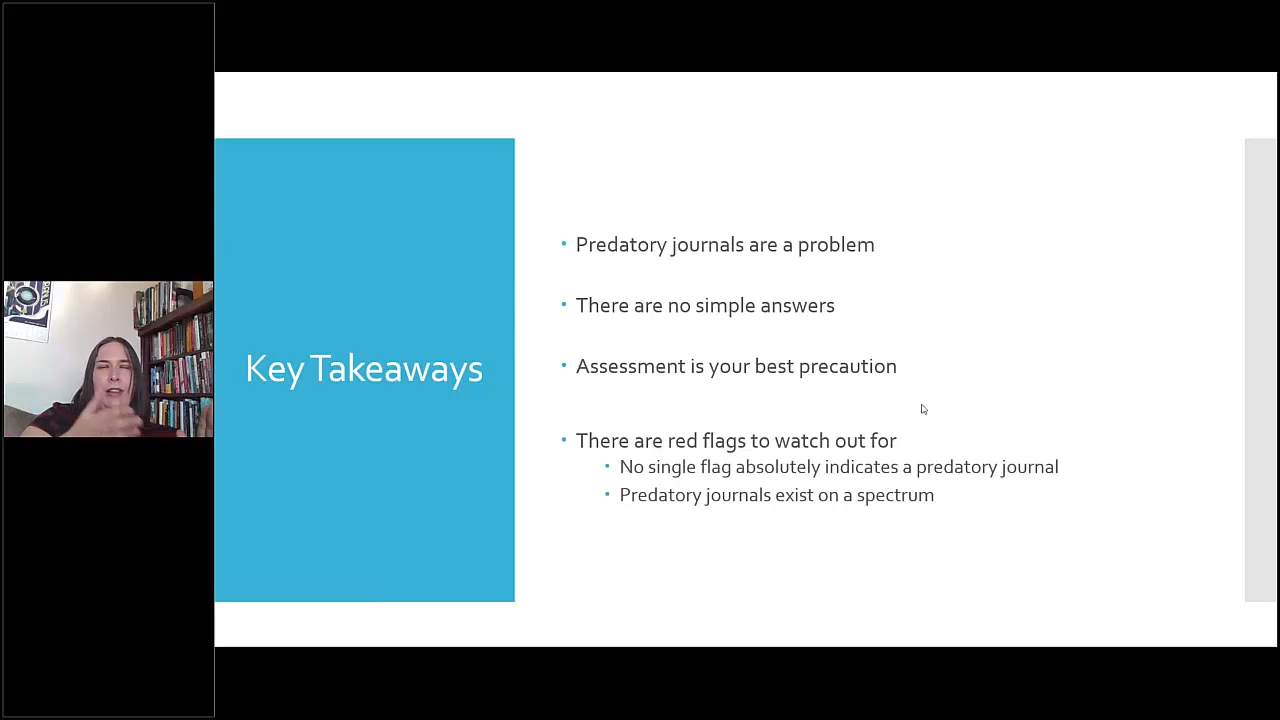 Key Takeaways
Predatory journals are a problem
There are no simple answers
Assessment is your best precaution
There are red flags to watch out for
No single flag absolutely indicates a predatory journal
Predatory journals exist on a spectrum